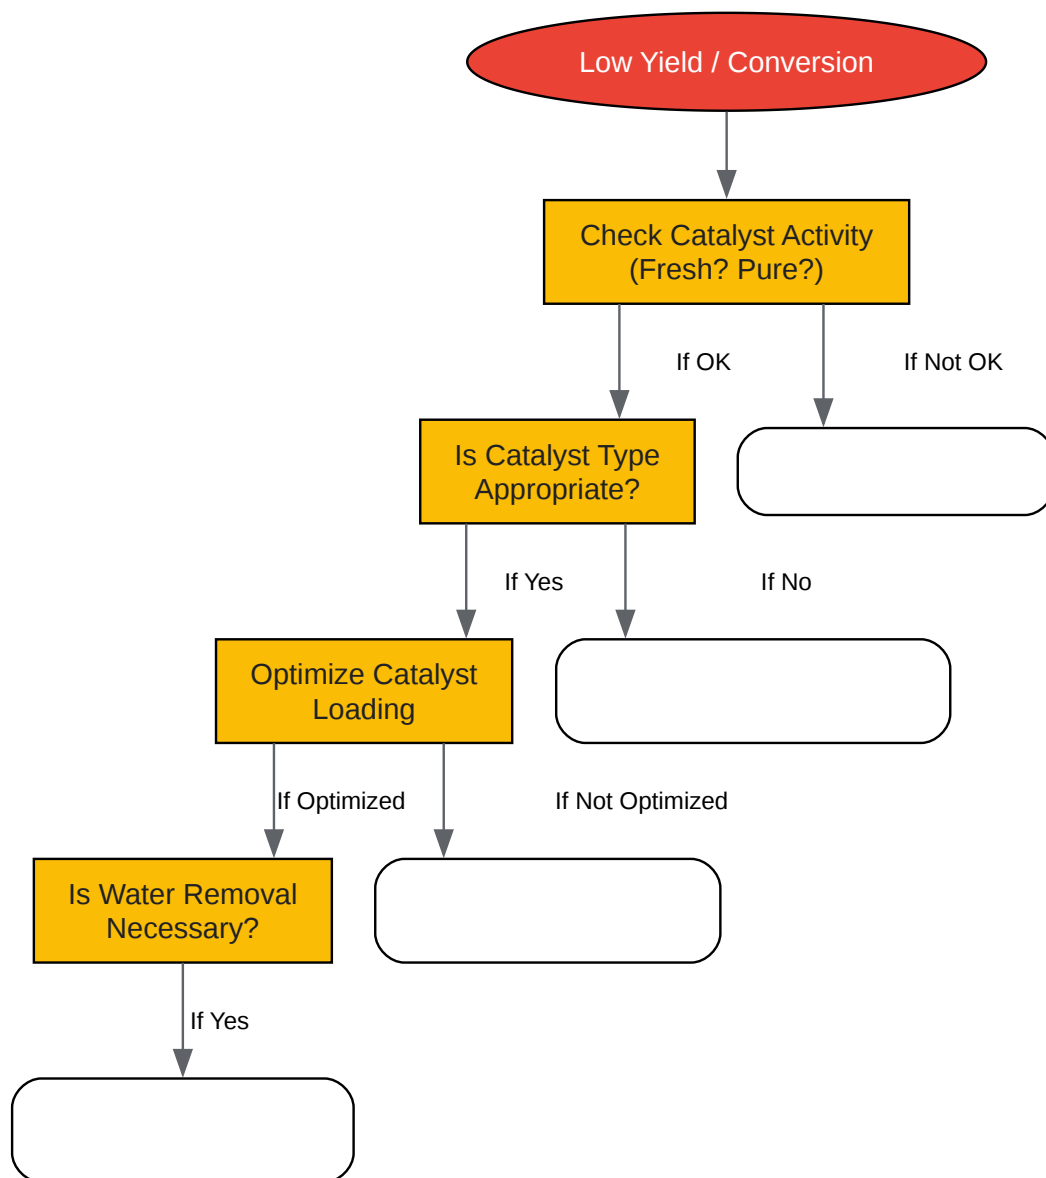 Low Yield / Conversion
Check Catalyst Activity
(Fresh? Pure?)
If OK
If Not OK
Is Catalyst Type
Appropriate?
If Yes
If No
Optimize Catalyst
Loading
If Optimized
If Not Optimized
Is Water Removal
Necessary?
If Yes